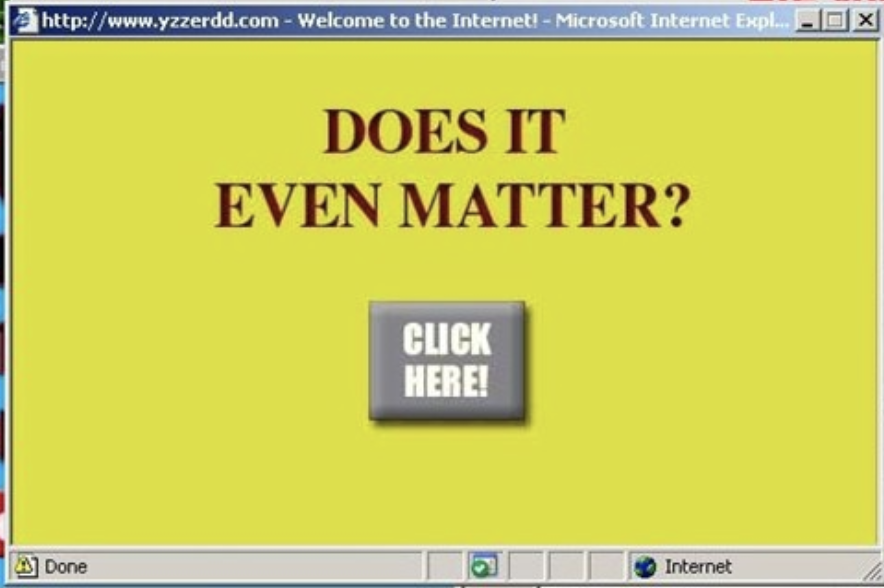 http://www.yzzerdd.com - Welcome to the Internet! - Microsoft Internet Expl...
DOES IT
EVEN MATTER?
CLICK
HERE!
Done
Internet